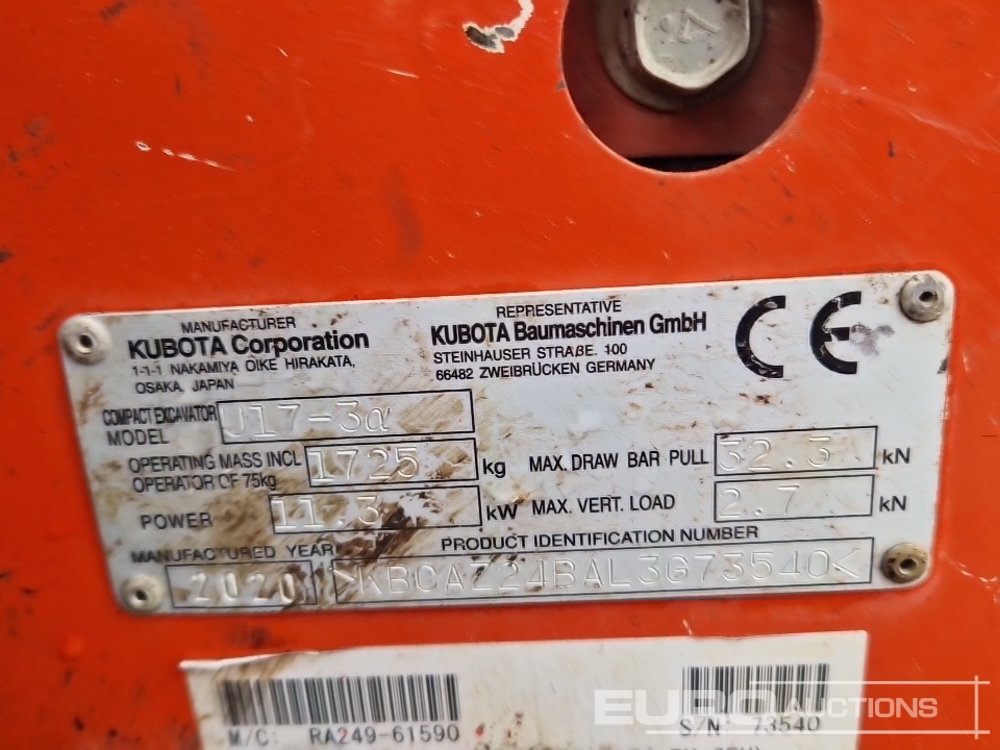 MANUFACTURER
KUBOTA Corporation
1-1-1 NAKAMIYA OIKE HIRAKATA,
OSAKA, JAPAN
REPRESENTATIVE
KUBOTA Baumaschinen GmbH
STEINHAUSER STRAßE. 100
66482 ZWEIBRÜCKEN GERMANY
CE
COMPACT EXCAVATOR
MODEL U17-3α
OPERATING MASS INCL
OPERATOR OF 75kg 1725 kg
MAX. DRAW BAR PULL 32.3 kN
POWER 11.3 kW
MAX. VERT. LOAD 2.7 kN
MANUFACTURED YEAR
2020
PRODUCT IDENTIFICATION NUMBER
>KBCAZ24BAL3G73540<
M/C: RA249-61590
S/N: 73540
EURO AUCTIONS